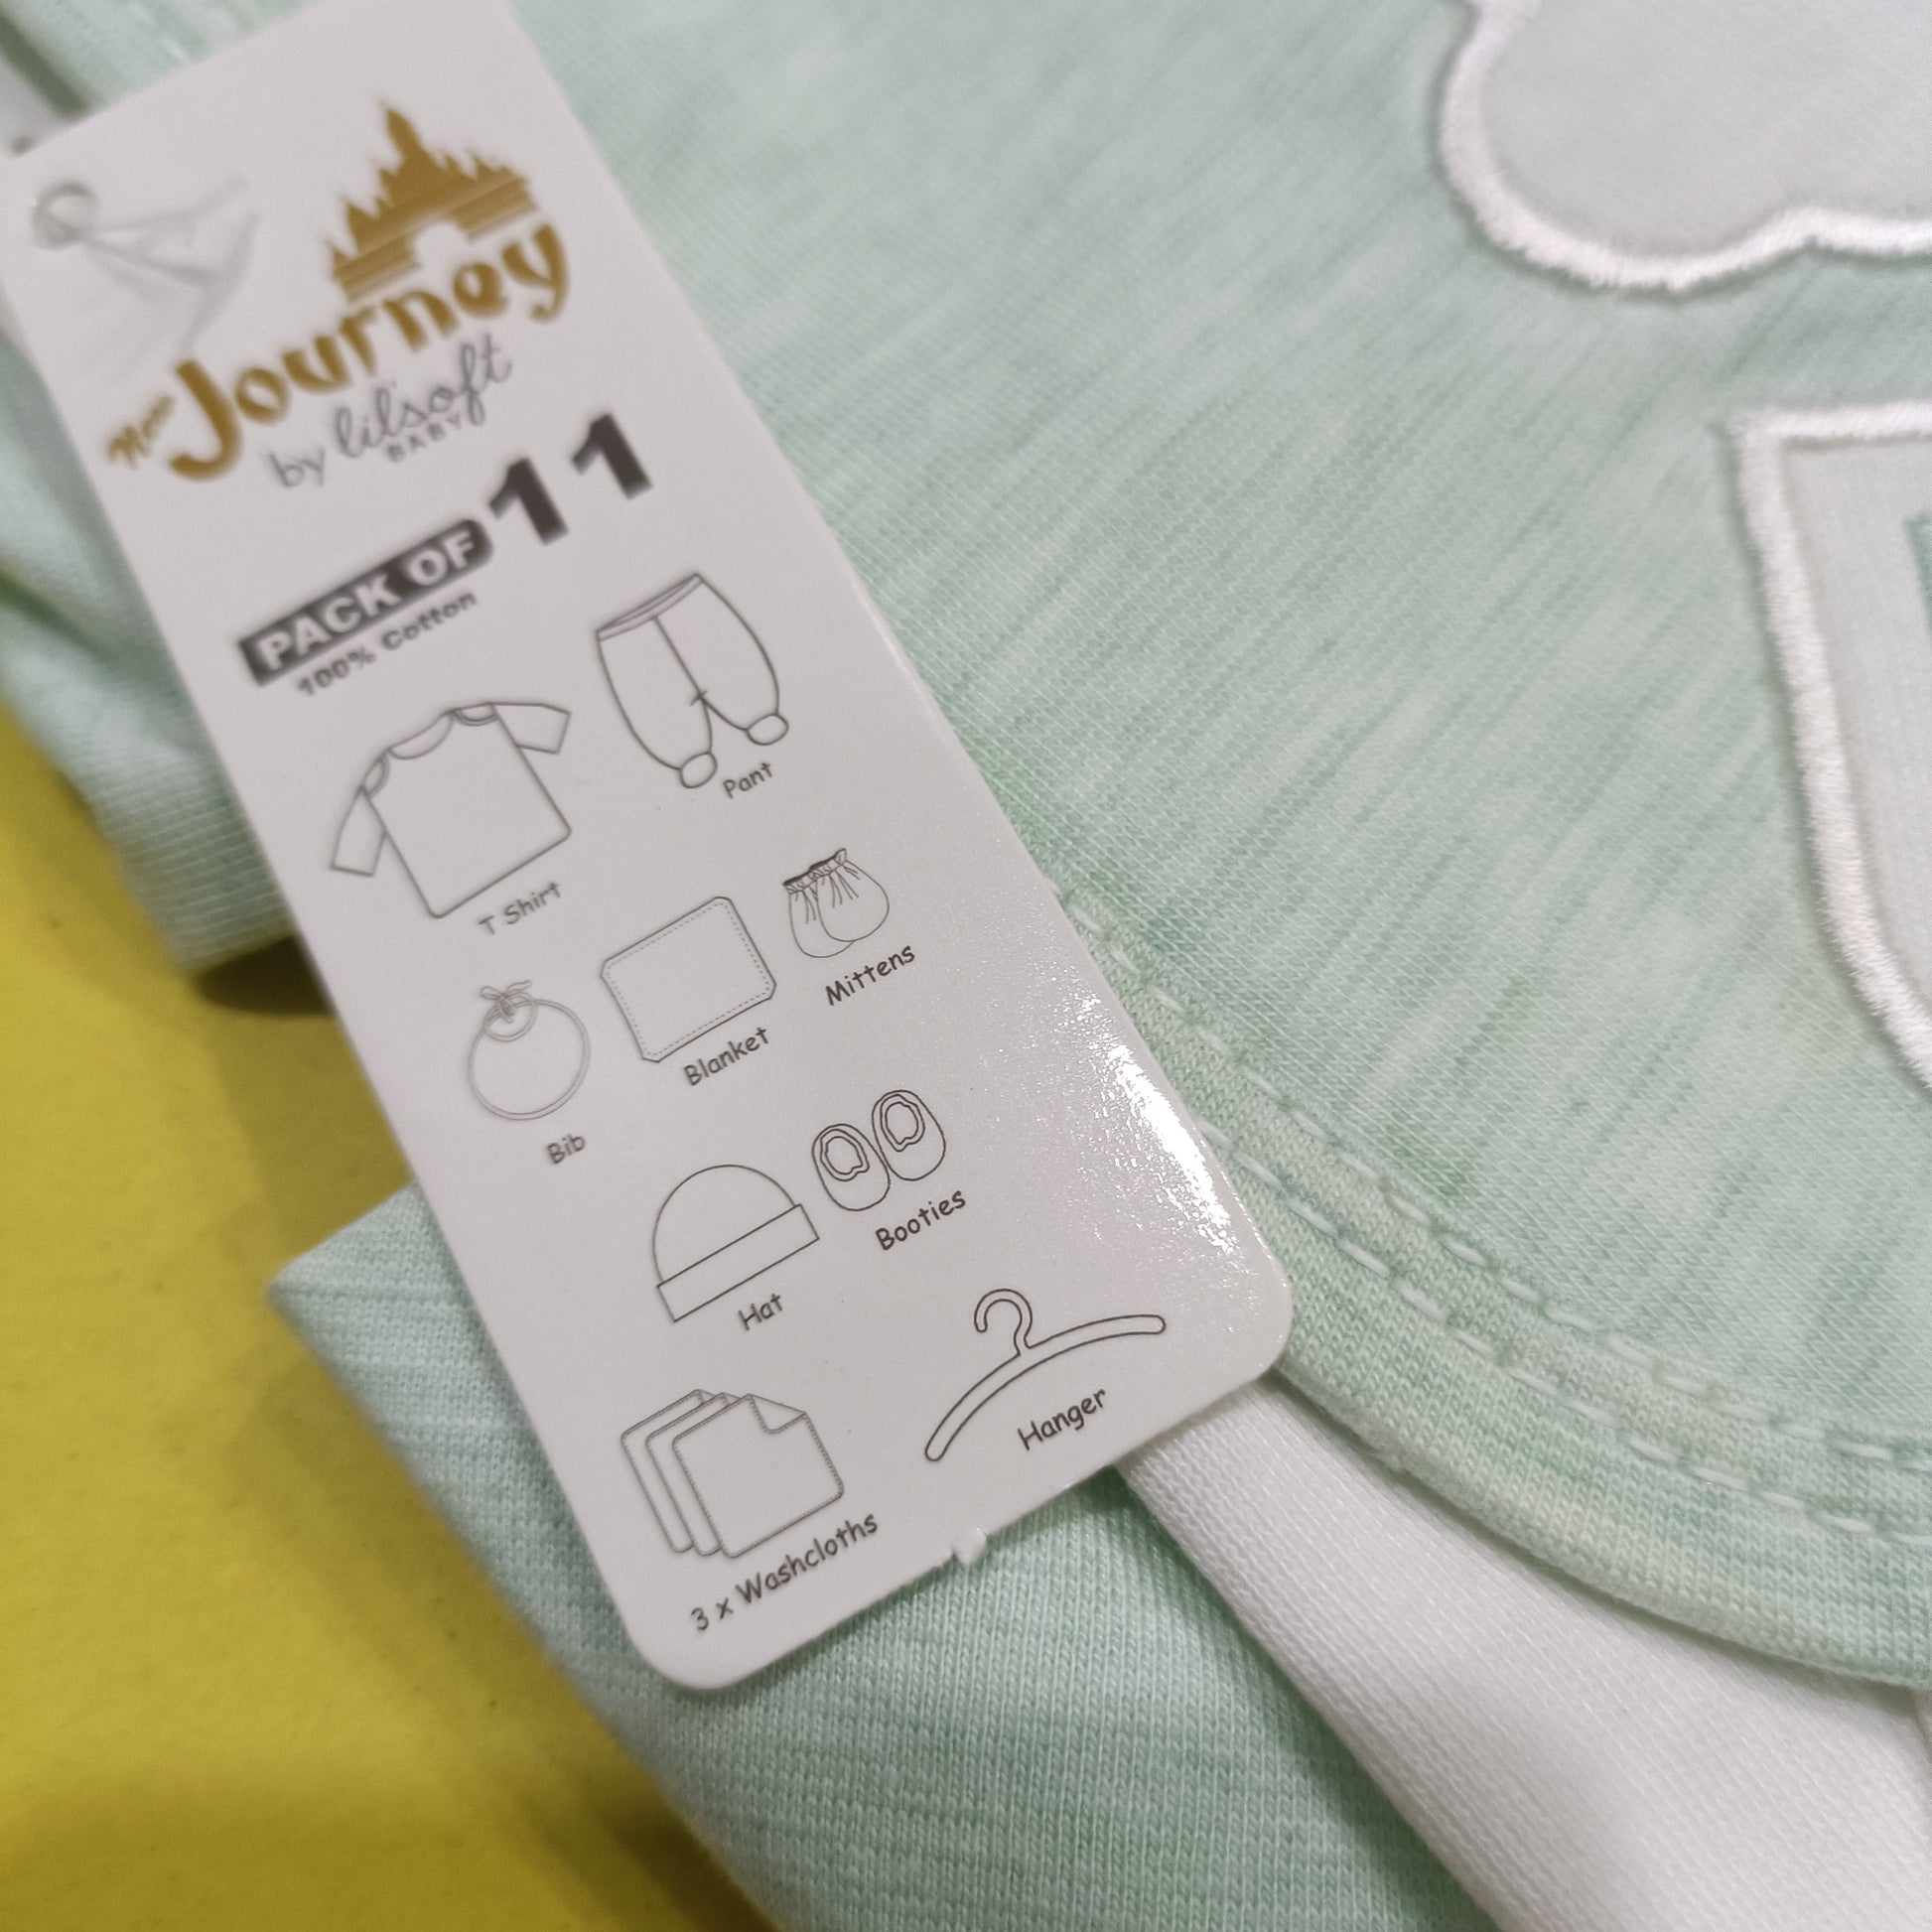 New
Journey
by lilsoft
BABY
PACK OF 11
100% Cotton
T Shirt
Pant
Bib
Blanket
Mittens
Hat
Booties
3 x Washcloths
Hanger